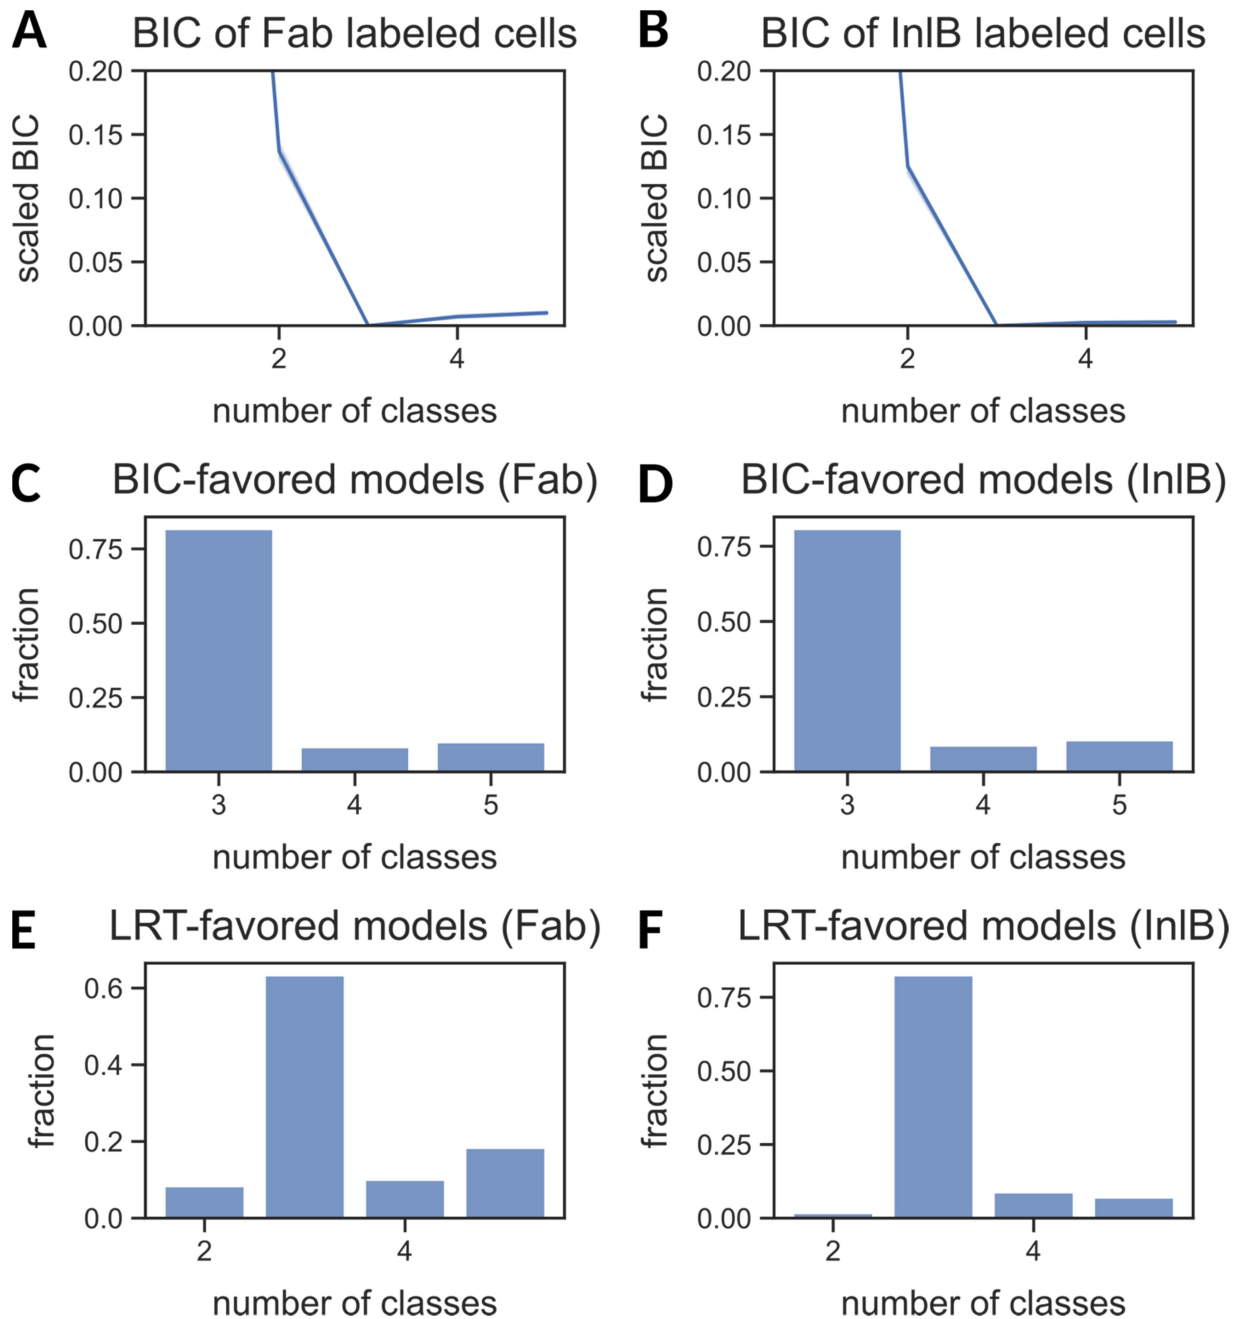 A BIC of Fab labeled cells
0.20
0.15
0.10
0.05
0.00
scaled BIC
2 4
number of classes
B BIC of InlB labeled cells
0.20
0.15
0.10
0.05
0.00
scaled BIC
2 4
number of classes
C BIC-favored models (Fab)
0.75
0.50
0.25
0.00
fraction
3 4 5
number of classes
D BIC-favored models (InlB)
0.75
0.50
0.25
0.00
fraction
3 4 5
number of classes
E LRT-favored models (Fab)
0.6
0.4
0.2
0.0
fraction
2 4
number of classes
F LRT-favored models (InlB)
0.75
0.50
0.25
0.00
fraction
2 4
number of classes